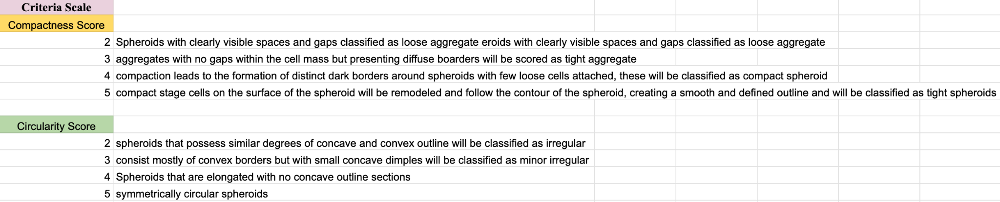 Criteria Scale
Compactness Score
2 Spheroids with clearly visible spaces and gaps classified as loose aggregate eroids with clearly visible spaces and gaps classified as loose aggregate
3 aggregates with no gaps within the cell mass but presenting diffuse boarders will be scored as tight aggregate
4 compaction leads to the formation of distinct dark borders around spheroids with few loose cells attached, these will be classified as compact spheroid
5 compact stage cells on the surface of the spheroid will be remodeled and follow the contour of the spheroid, creating a smooth and defined outline and will be classified as tight spheroids
Circularity Score
2 spheroids that possess similar degrees of concave and convex outline will be classified as irregular
3 consist mostly of convex borders but with small concave dimples will be classified as minor irregular
4 Spheroids that are elongated with no concave outline sections
5 symmetrically circular spheroids